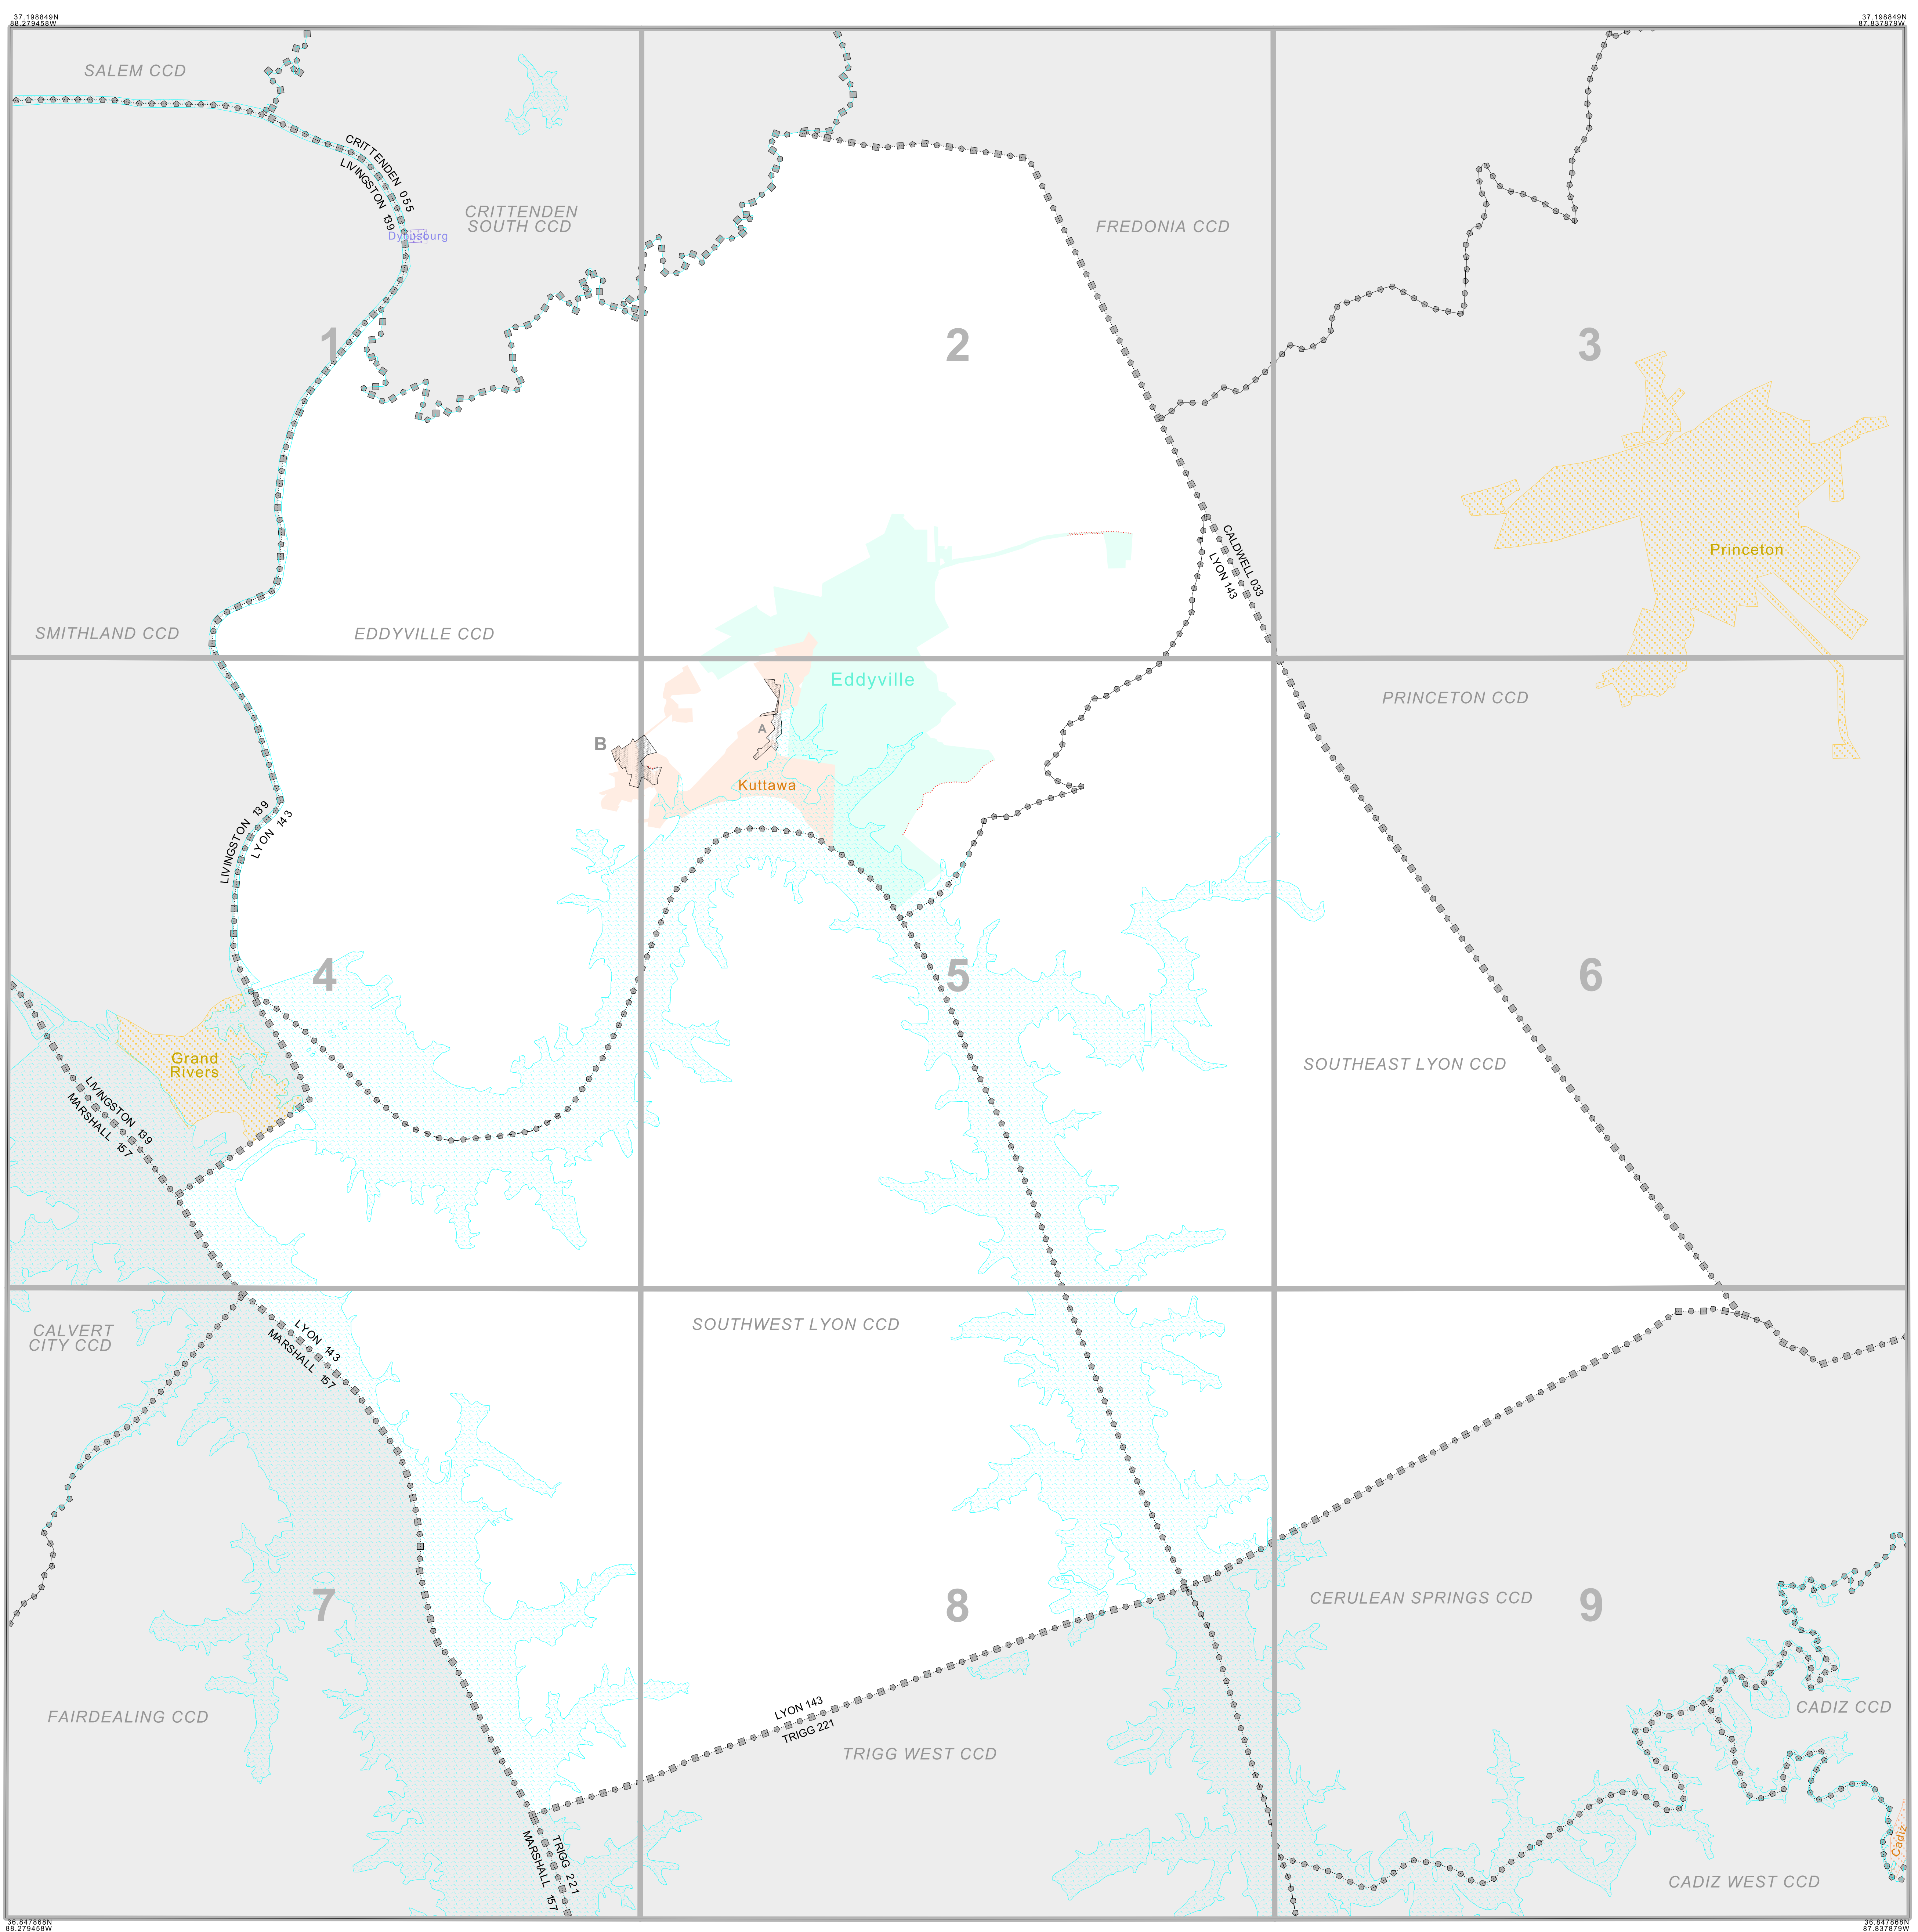 37.198849N
88.279458W
37.198849N
87.837879W
SALEM CCD
CRITTENDEN 055
LIVINGSTON 139
CRITTENDEN
SOUTH CCD
FREDONIA CCD
Dycusburg
1
2
3
Princeton
CALDWELL 033
LYON 143
SMITHLAND CCD
EDDYVILLE CCD
Eddyville
PRINCETON CCD
A
B
Kuttawa
LIVINGSTON 139
LYON 143
4
5
6
Grand
Rivers
SOUTHEAST LYON CCD
LIVINGSTON 139
MARSHALL 157
CALVERT
CITY CCD
LYON 143
MARSHALL 157
SOUTHWEST LYON CCD
7
8
CERULEAN SPRINGS CCD
9
FAIRDEALING CCD
LYON 143
TRIGG 221
TRIGG WEST CCD
CADIZ CCD
Cadiz
TRIGG 221
MARSHALL 157
CADIZ WEST CCD
36.847868N
88.279458W
36.847868N
87.837879W